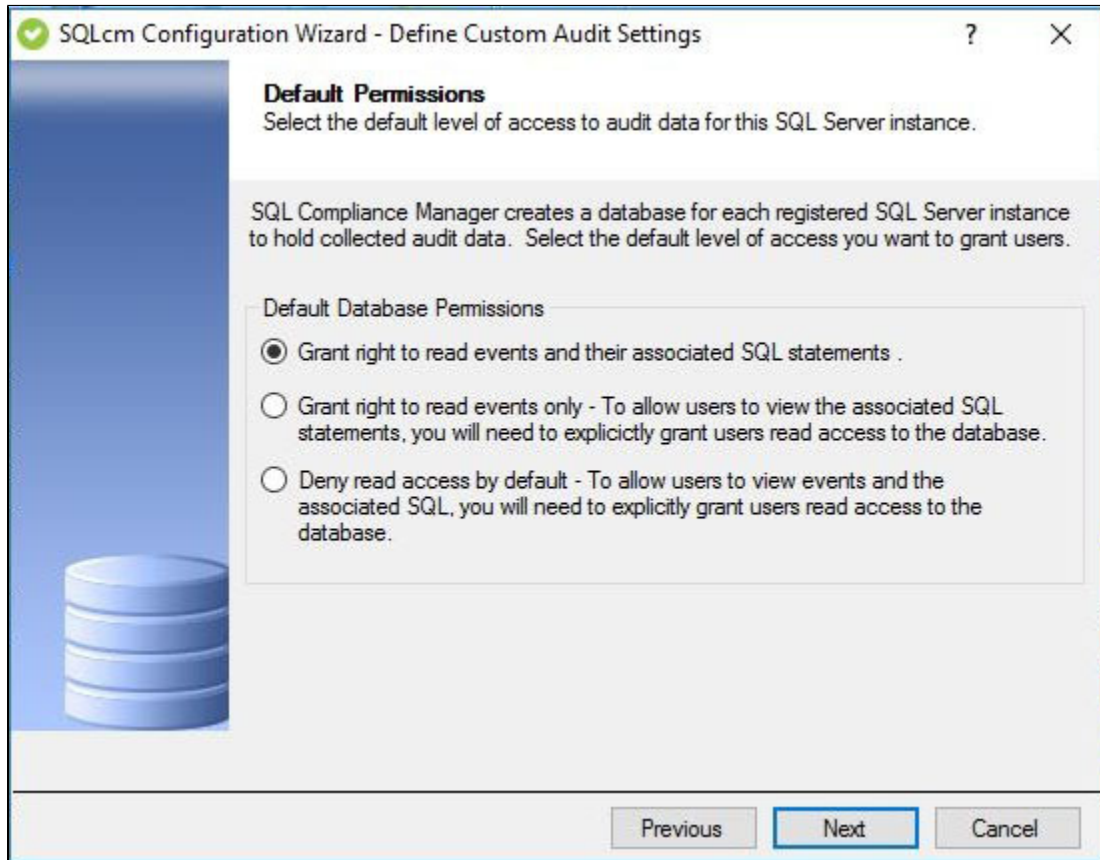 SQLcm Configuration Wizard - Define Custom Audit Settings ?
Default Permissions
Select the default level of access to audit data for this SQL Server instance.
SQL Compliance Manager creates a database for each registered SQL Server instance
to hold collected audit data. Select the default level of access you want to grant users.
Default Database Permissions
Grant right to read events and their associated SQL statements .
Grant right to read events only - To allow users to view the associated SQL
statements, you will need to explicictly grant users read access to the database.
Deny read access by default - To allow users to view events and the
associated SQL, you will need to explicitly grant users read access to the
database.
Previous Next Cancel